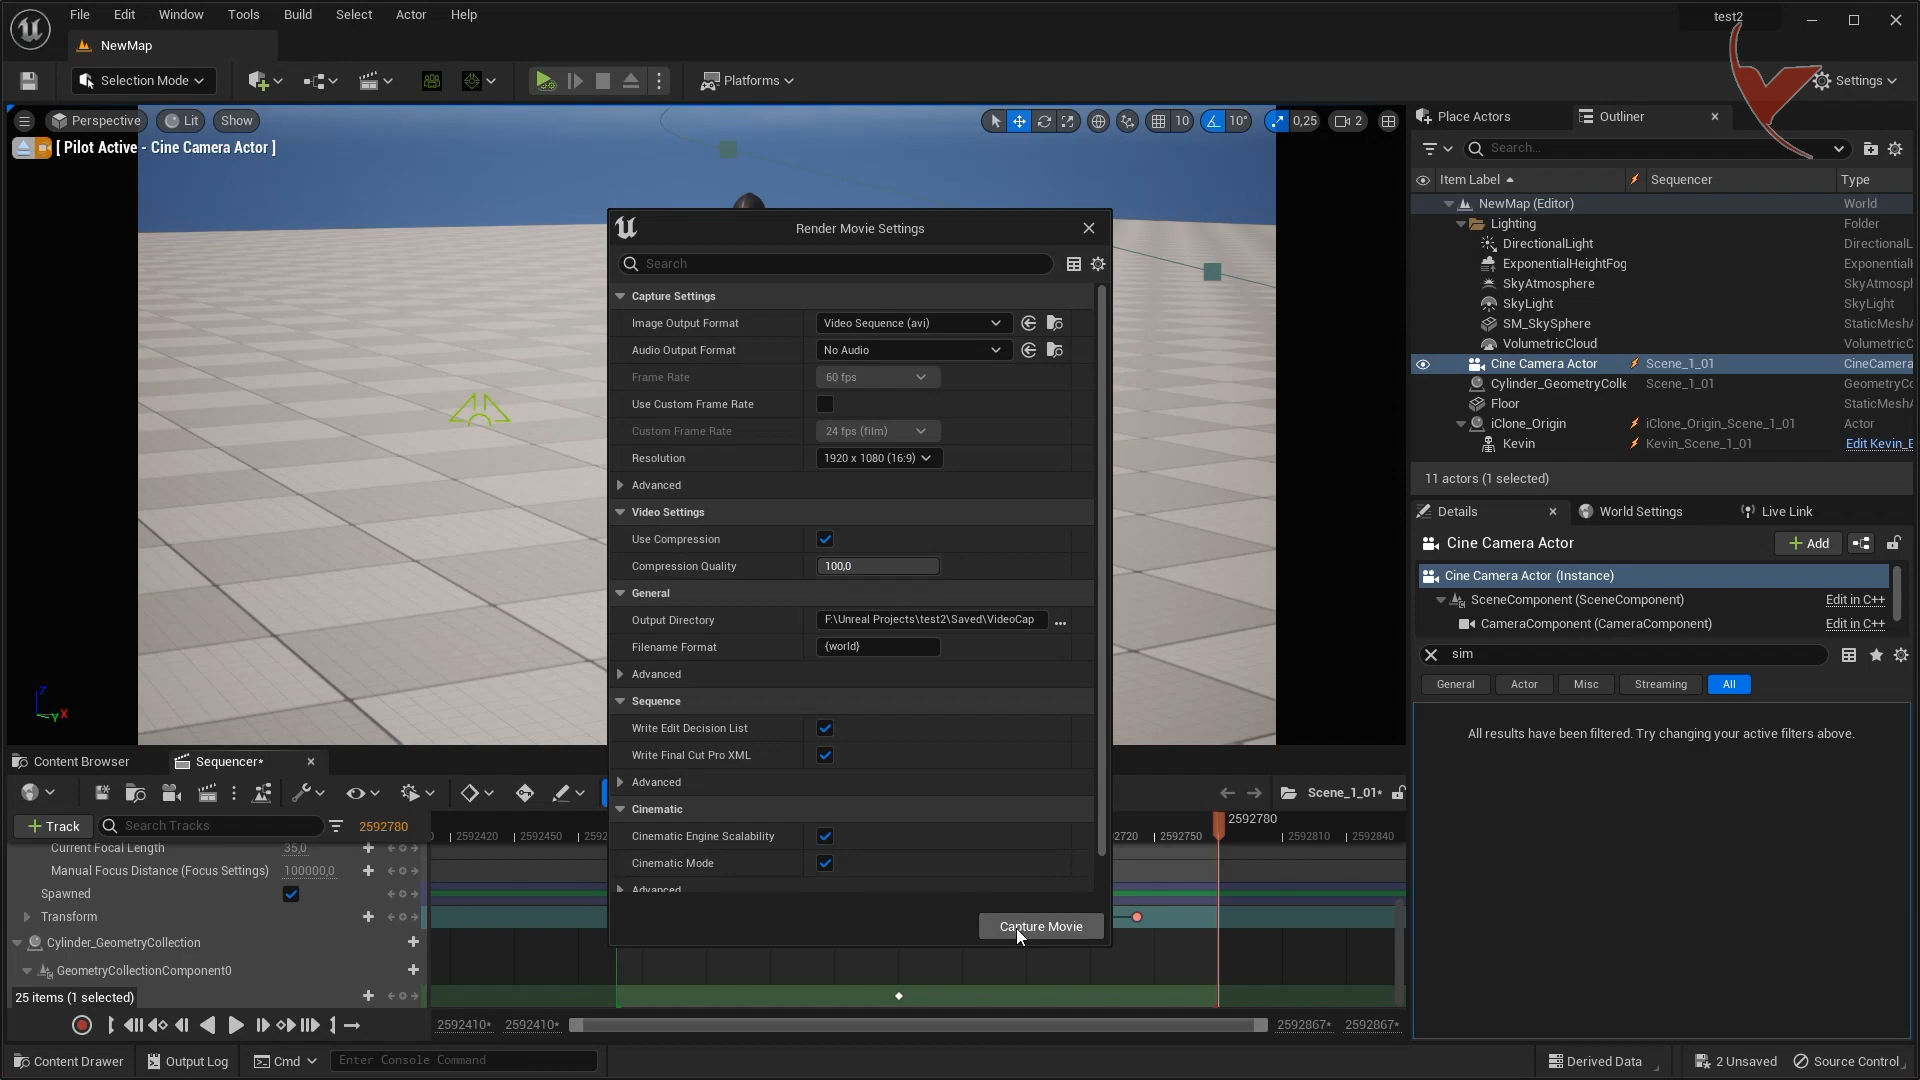 File Edit Window Tools Build Select Actor Help
test2
NewMap
Selection Mode
Platforms
Settings
Perspective Lit Show
10 10° 0,25 2
[ Pilot Active - Cine Camera Actor ]
Place Actors Outliner
Search...
Item Label Sequencer Type
NewMap (Editor) World
Lighting Folder
DirectionalLight DirectionalL
ExponentialHeightFog Exponential
SkyAtmosphere SkyAtmosph
SkyLight SkyLight
SM_SkySphere StaticMeshA
VolumetricCloud VolumetricC
Cine Camera Actor Scene_1_01 CineCamera
Cylinder_GeometryColle Scene_1_01 GeometryCo
Floor StaticMeshA
iClone_Origin iClone_Origin_Scene_1_01 Actor
Kevin Kevin_Scene_1_01 Edit Kevin_B
11 actors (1 selected)
Details World Settings Live Link
Cine Camera Actor Add
Cine Camera Actor (Instance)
SceneComponent (SceneComponent) Edit in C++
CameraComponent (CameraComponent) Edit in C++
sim
General Actor Misc Streaming All
All results have been filtered. Try changing your active filters above.
Render Movie Settings
Search
Capture Settings
Image Output Format Video Sequence (avi)
Audio Output Format No Audio
Frame Rate 60 fps
Use Custom Frame Rate
Custom Frame Rate 24 fps (film)
Resolution 1920 x 1080 (16:9)
Advanced
Video Settings
Use Compression
Compression Quality 100,0
General
Output Directory F:\Unreal Projects\test2\Saved\VideoCap ...
Filename Format {world}
Advanced
Sequence
Write Edit Decision List
Write Final Cut Pro XML
Advanced
Cinematic
Cinematic Engine Scalability
Cinematic Mode
Advanced
Capture Movie
Z
Y X
Content Browser Sequencer*
Scene_1_01*
Track Search Tracks 2592780
2592780
2592420 2592450 2592 2720 2592750 2592810 2592840
Current Focal Length 35,0
Manual Focus Distance (Focus Settings) 100000,0
Spawned
Transform
Cylinder_GeometryCollection
GeometryCollectionComponent0
25 items (1 selected)
2592410* 2592410* 2592867* 2592867*
Content Drawer Output Log Cmd Enter Console Command Derived Data 2 Unsaved Source Control